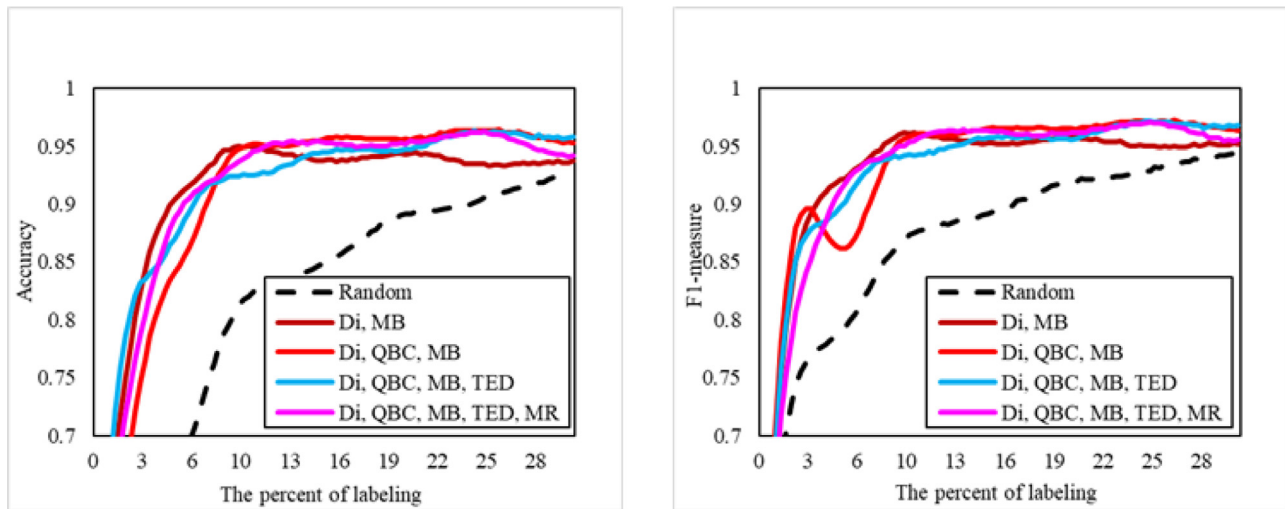 1
0.95
0.9
0.85
0.8
0.75
0.7
Accuracy
Random
Di, MB
Di, QBC, MB
Di, QBC, MB, TED
Di, QBC, MB, TED, MR
0 3 6 10 13 16 19 22 25 28
The percent of labeling
1
0.95
0.9
0.85
0.8
0.75
0.7
F1-measure
Random
Di, MB
Di, QBC, MB
Di, QBC, MB, TED
Di, QBC, MB, TED, MR
0 3 6 10 13 16 19 22 25 28
The percent of labeling